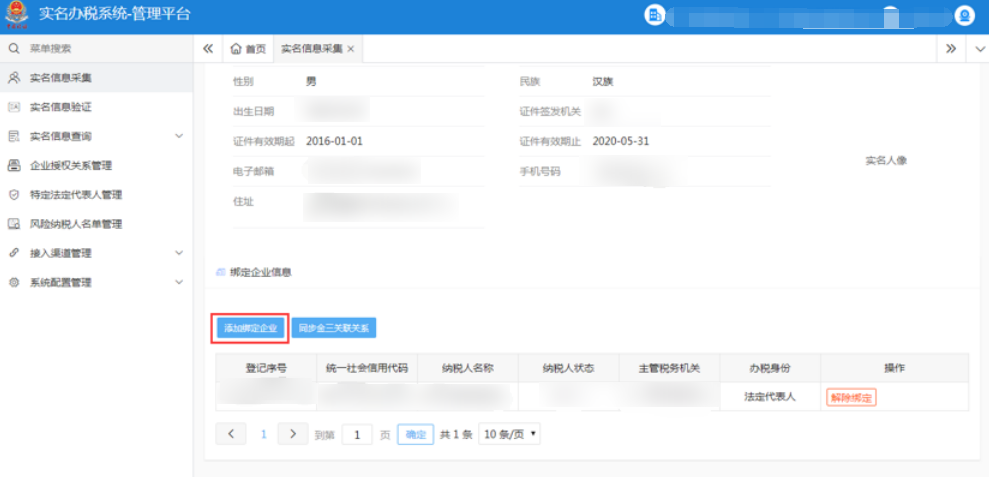 实名办税系统-管理平台
菜单搜索
首页 实名信息采集 ×
实名信息采集
实名信息验证
实名信息查询
企业授权关系管理
特定法定代表人管理
风险纳税人名单管理
接入渠道管理
系统配置管理
性别 男 民族 汉族
出生日期 证件签发机关
证件有效期起 2016-01-01 证件有效期止 2020-05-31
实名人像
电子邮箱 手机号码
住址
绑定企业信息
添加绑定企业 同步金三关联关系
登记序号 统一社会信用代码 纳税人名称 纳税人状态 主管税务机关 办税身份 操作
法定代表人 解除绑定
1 到第 1 页 确定 共 1 条 10 条/页